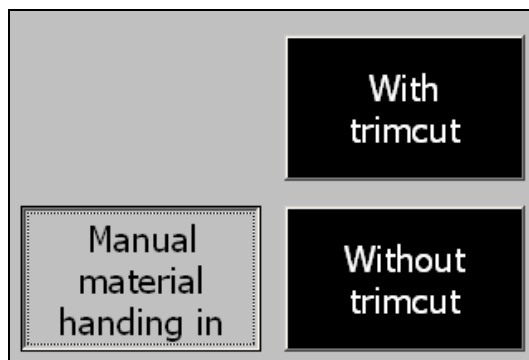 With
trimcut
Manual
material
handing in
Without
trimcut